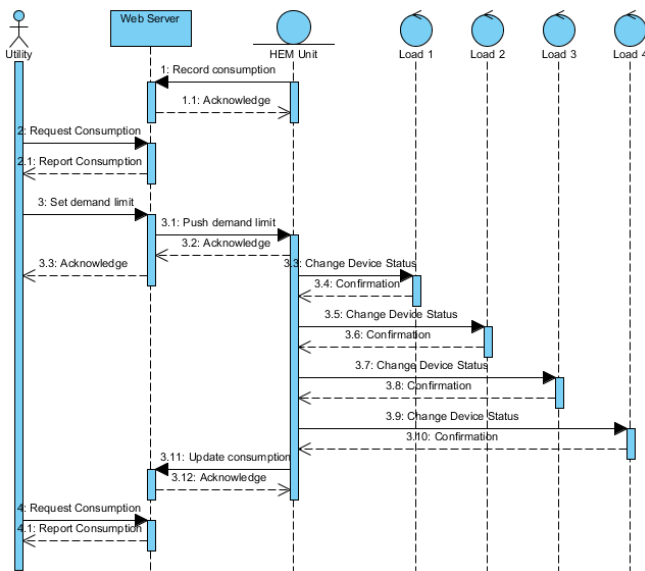 Web Server
Utility
HEM Unit
Load 1
Load 2
Load 3
Load 4
1: Record consumption
1.1: Acknowledge
2: Request Consumption
2.1: Report Consumption
3: Set demand limit
3.1: Push demand limit
3.2: Acknowledge
3.3: Acknowledge
3.3: Change Device Status
3.4: Confirmation
3.5: Change Device Status
3.6: Confirmation
3.7: Change Device Status
3.8: Confirmation
3.9: Change Device Status
3.10: Confirmation
3.11: Update consumption
3.12: Acknowledge
4: Request Consumption
4.1: Report Consumption